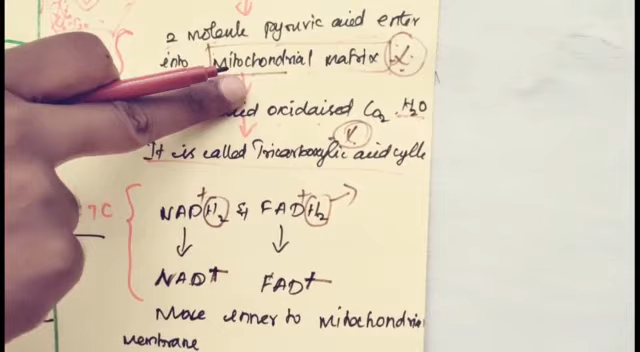 2 molecule pyruvic acid enter
into Mitochondrial matrix
oxidaised Co2 H2O
It is called Tricarboxylic acid cylle
NAD+H2 & FAD+H2
NAD+ FAD+
Move inner to mitochondria
membrane